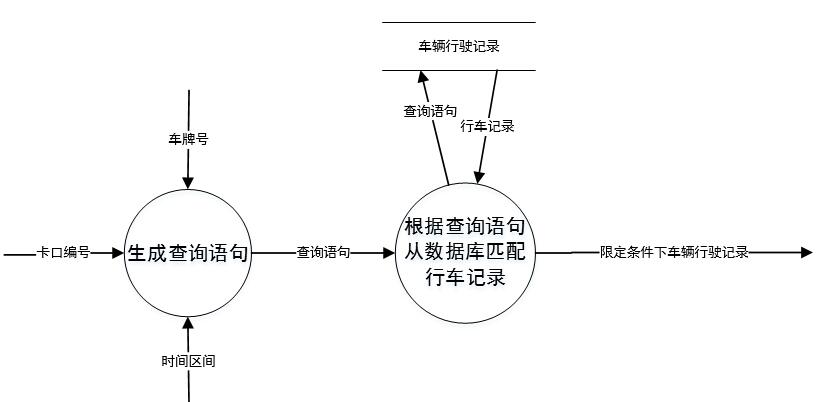 车辆行驶记录
查询语句
行车记录
车牌号
卡口编号
生成查询语句
查询语句
根据查询语句
从数据库匹配
行车记录
限定条件下车辆行驶记录
时间区间